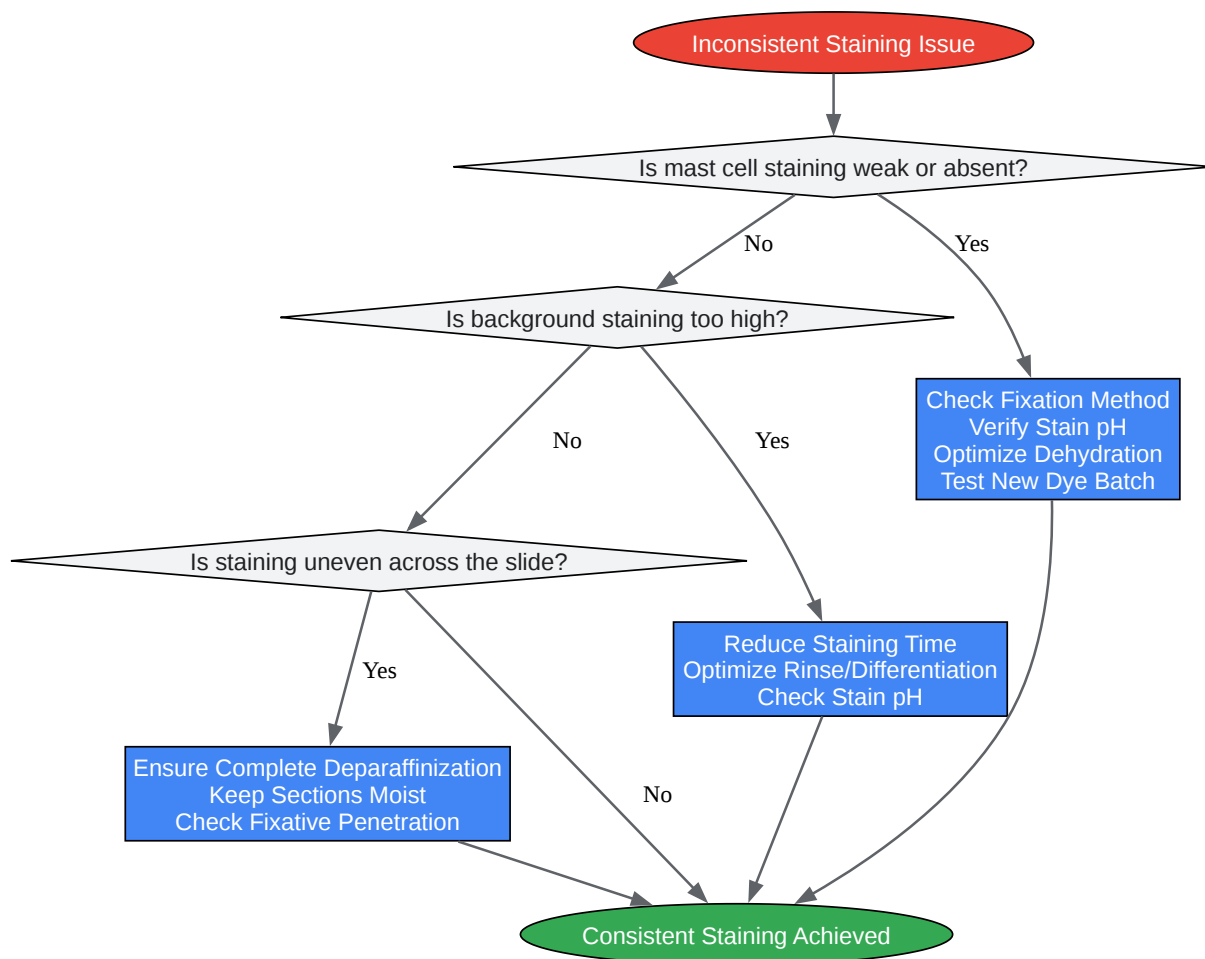 Inconsistent Staining Issue
Is mast cell staining weak or absent?
No
Yes
Is background staining too high?
Check Fixation Method
Verify Stain pH
Optimize Dehydration
Test New Dye Batch
No
Yes
Is staining uneven across the slide?
Reduce Staining Time
Optimize Rinse/Differentiation
Check Stain pH
Yes
Ensure Complete Deparaffinization
Keep Sections Moist
Check Fixative Penetration
No
Consistent Staining Achieved